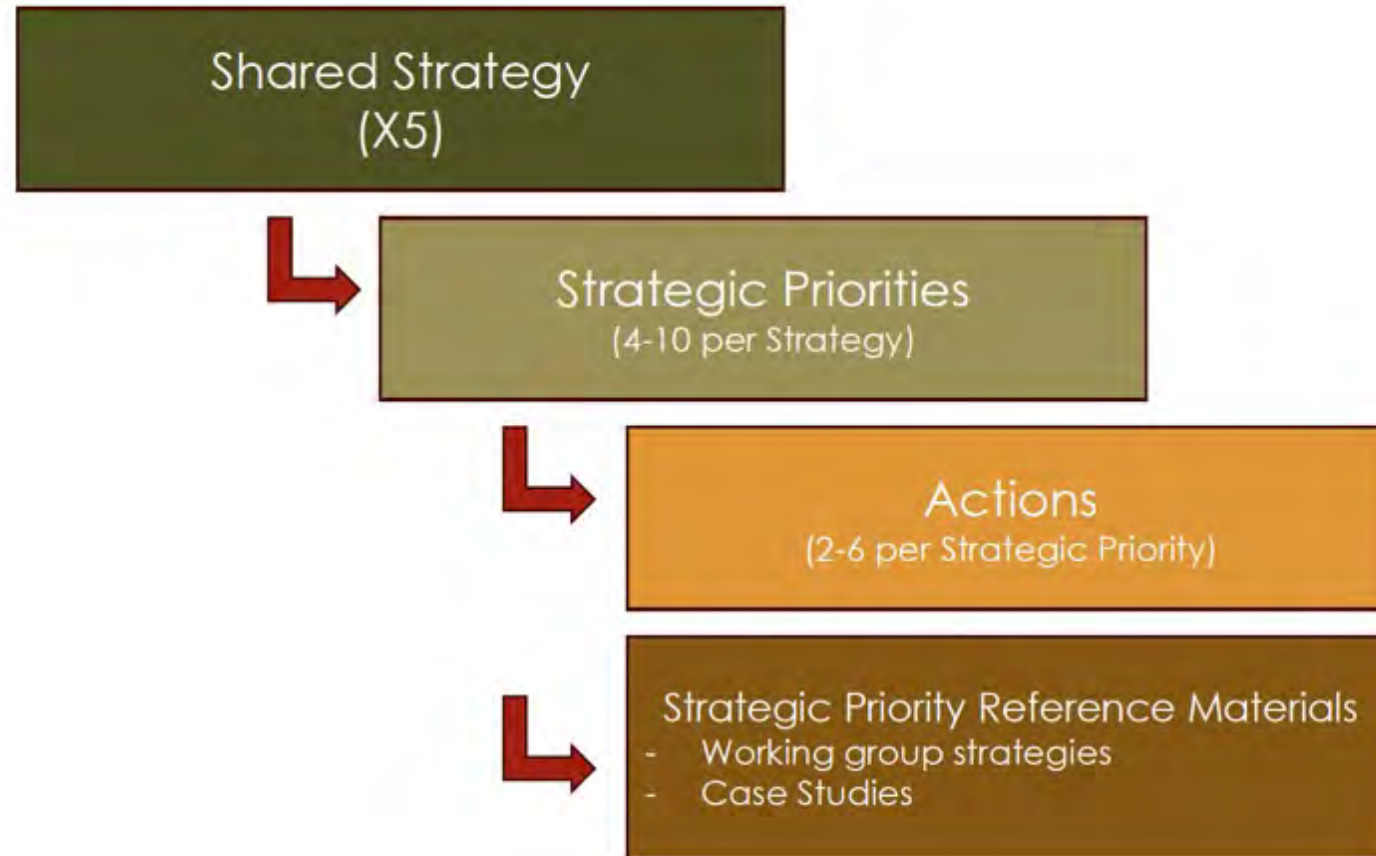 Shared Strategy
(X5)
Strategic Priorities
(4-10 per Strategy)
Actions
(2-6 per Strategic Priority)
Strategic Priority Reference Materials
- Working group strategies
- Case Studies